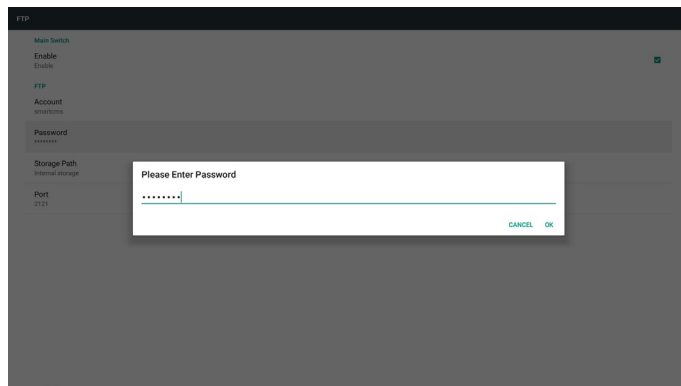 FTP
Main Switch
Enable
Enable
FTP
Account
smartcms
Password
********
Storage Path
Internal storage
Port
2121
Please Enter Password
••••••••
CANCEL OK